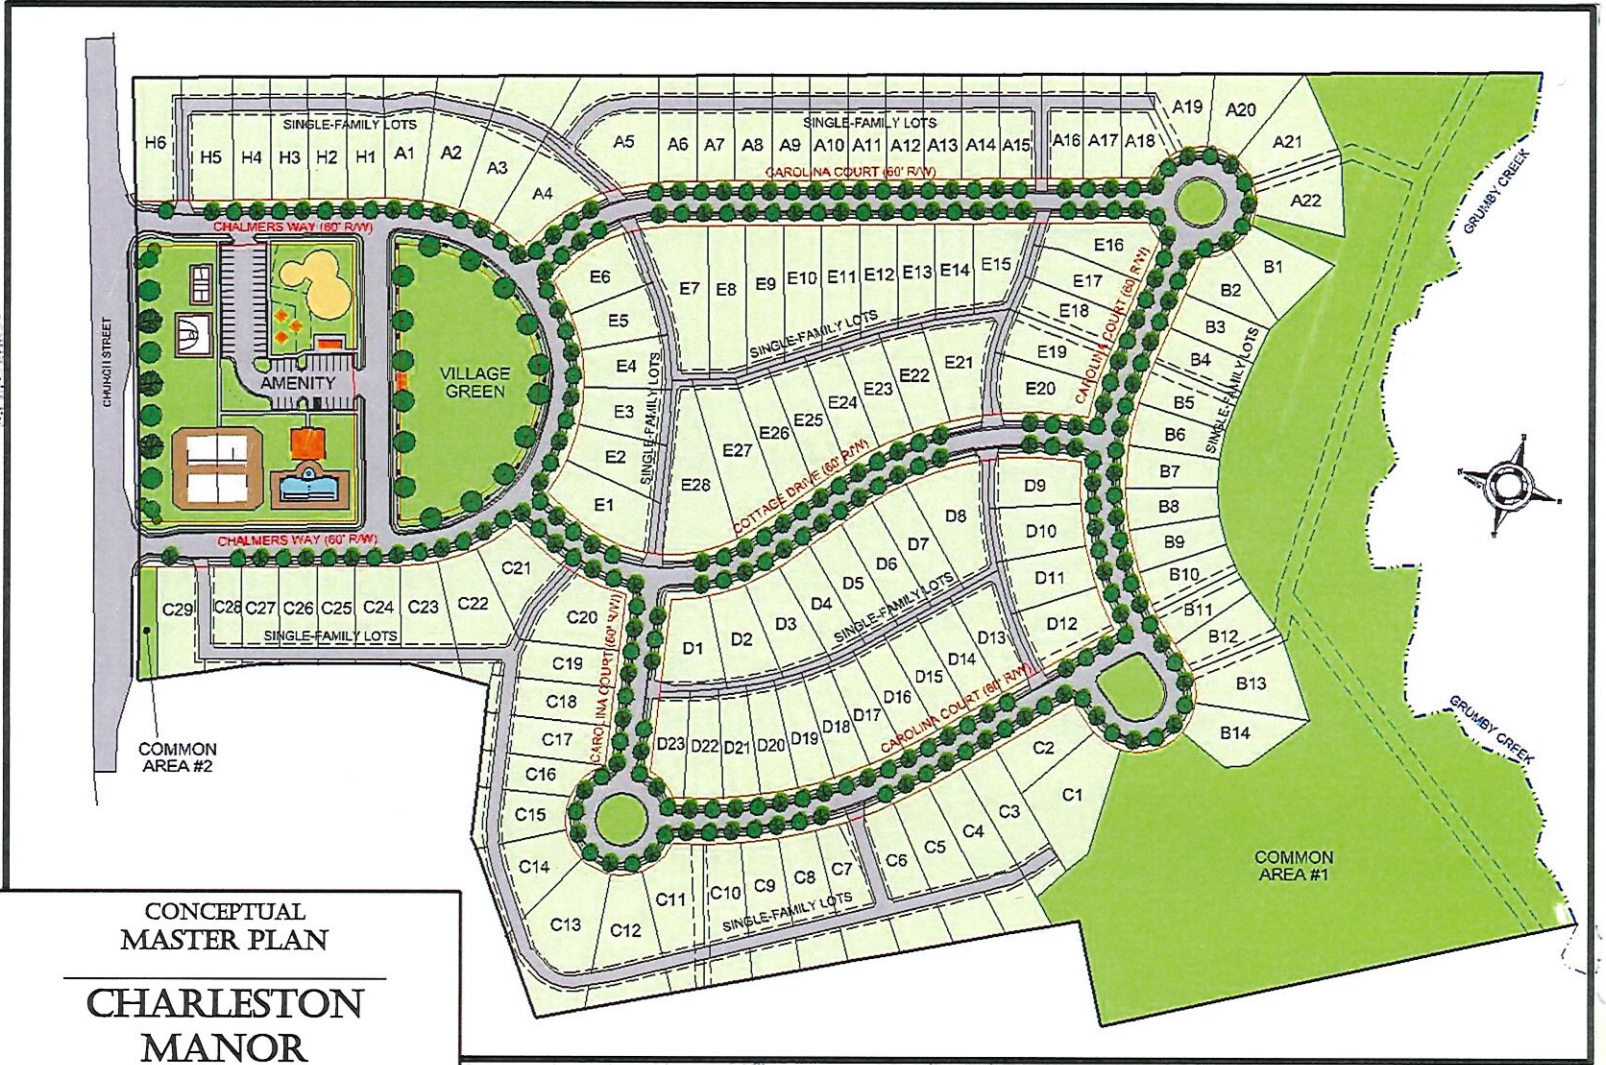 H6
H5
H4
H3
H2
H1
A1
A2
A3
A4
SINGLE-FAMILY LOTS
A5
A6
A7
A8
A9
A10
A11
A12
A13
A14
A15
A16
A17
A18
SINGLE-FAMILY LOTS
A19
A20
A21
A22
CAROLINA COURT (60' R/W)
CHALMERS WAY (60' R/W)
GRUMBY CREEK
CHURCH STREET
AMENITY
VILLAGE
GREEN
E6
E5
E4
E3
E2
E1
SINGLE-FAMILY LOTS
E7
E8
E9
E10
E11
E12
E13
E14
E15
SINGLE-FAMILY LOTS
E16
E17
E18
E19
E20
E21
E22
E23
E24
E25
E26
E27
E28
CAROLINA COURT (60' R/W)
B1
B2
B3
B4
B5
B6
B7
B8
B9
B10
B11
B12
B13
B14
SINGLE-FAMILY LOTS
COTTAGE DRIVE (60' R/W)
CHALMERS WAY (60' R/W)
C29
C28
C27
C26
C25
C24
C23
C22
C21
SINGLE-FAMILY LOTS
C20
C19
C18
C17
C16
C15
C14
C13
C12
C11
C10
C9
C8
C7
C6
C5
C4
C3
C2
C1
SINGLE-FAMILY LOTS
CAROLINA COURT (60' R/W)
D1
D2
D3
D4
D5
D6
D7
D8
D9
D10
D11
D12
D13
D14
D15
D16
D17
D18
D19
D20
D21
D22
D23
SINGLE-FAMILY LOTS
CAROLINA COURT (60' R/W)
GRUMBY CREEK
COMMON
AREA #2
COMMON
AREA #1
CONCEPTUAL
MASTER PLAN
CHARLESTON
MANOR